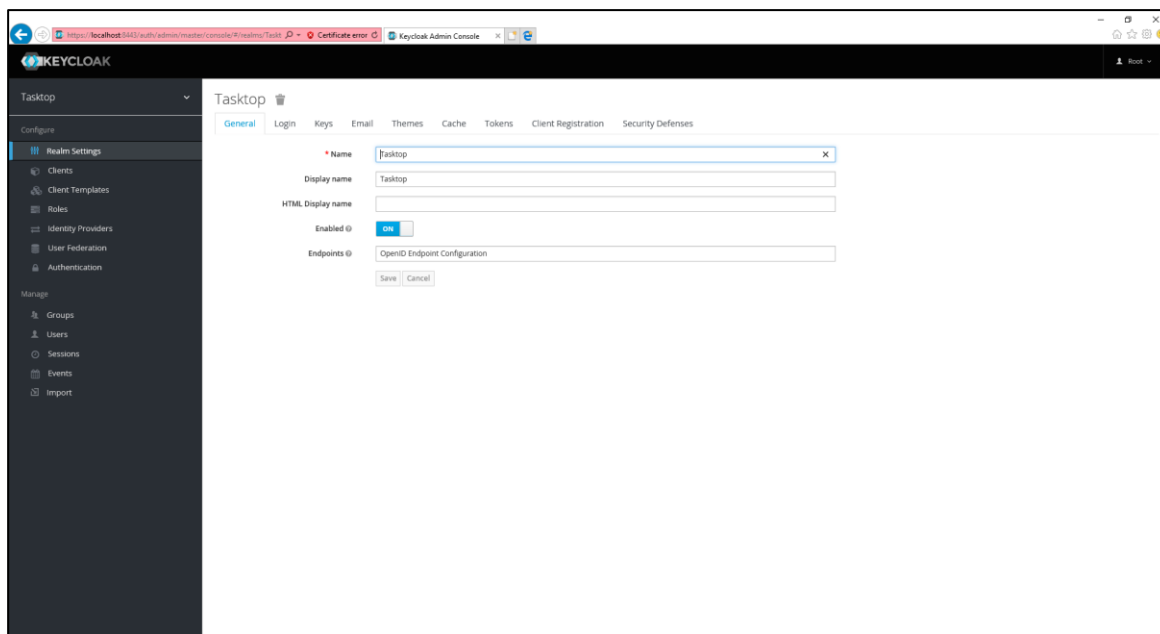 https://localhost:8443/auth/admin/master/console/#/realms/Taskt
Certificate error
Keycloak Admin Console
KEYCLOAK
Root
Tasktop
Configure
Realm Settings
Clients
Client Templates
Roles
Identity Providers
User Federation
Authentication
Manage
Groups
Users
Sessions
Events
Import
Tasktop
General Login Keys Email Themes Cache Tokens Client Registration Security Defenses
* Name Tasktop
Display name Tasktop
HTML Display name
Enabled ON
Endpoints OpenID Endpoint Configuration
Save Cancel